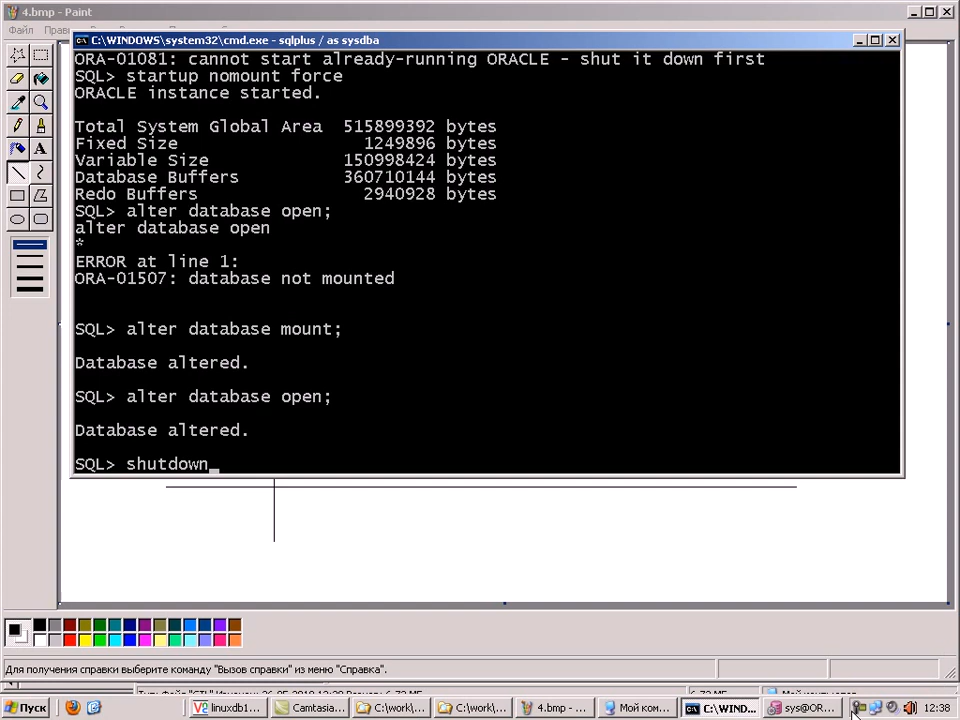 4.bmp - Paint
Файл
C:\WINDOWS\system32\cmd.exe - sqlplus / as sysdba
ORA-01081: cannot start already-running ORACLE - shut it down first
SQL> startup nomount force
ORACLE instance started.
Total System Global Area 515899392 bytes
Fixed Size 1249896 bytes
Variable Size 150998424 bytes
Database Buffers 360710144 bytes
Redo Buffers 2940928 bytes
SQL> alter database open;
alter database open
*
ERROR at line 1:
ORA-01507: database not mounted
SQL> alter database mount;
Database altered.
SQL> alter database open;
Database altered.
SQL> shutdown_
Для получения справки выберите команду "Вызов справки" из меню "Справка".
Пуск
linuxdb1...
Camtasia...
C:\work/...
C:\work/...
4.bmp - ...
Мой ком...
C:\WIND...
sys@OR...
12:38